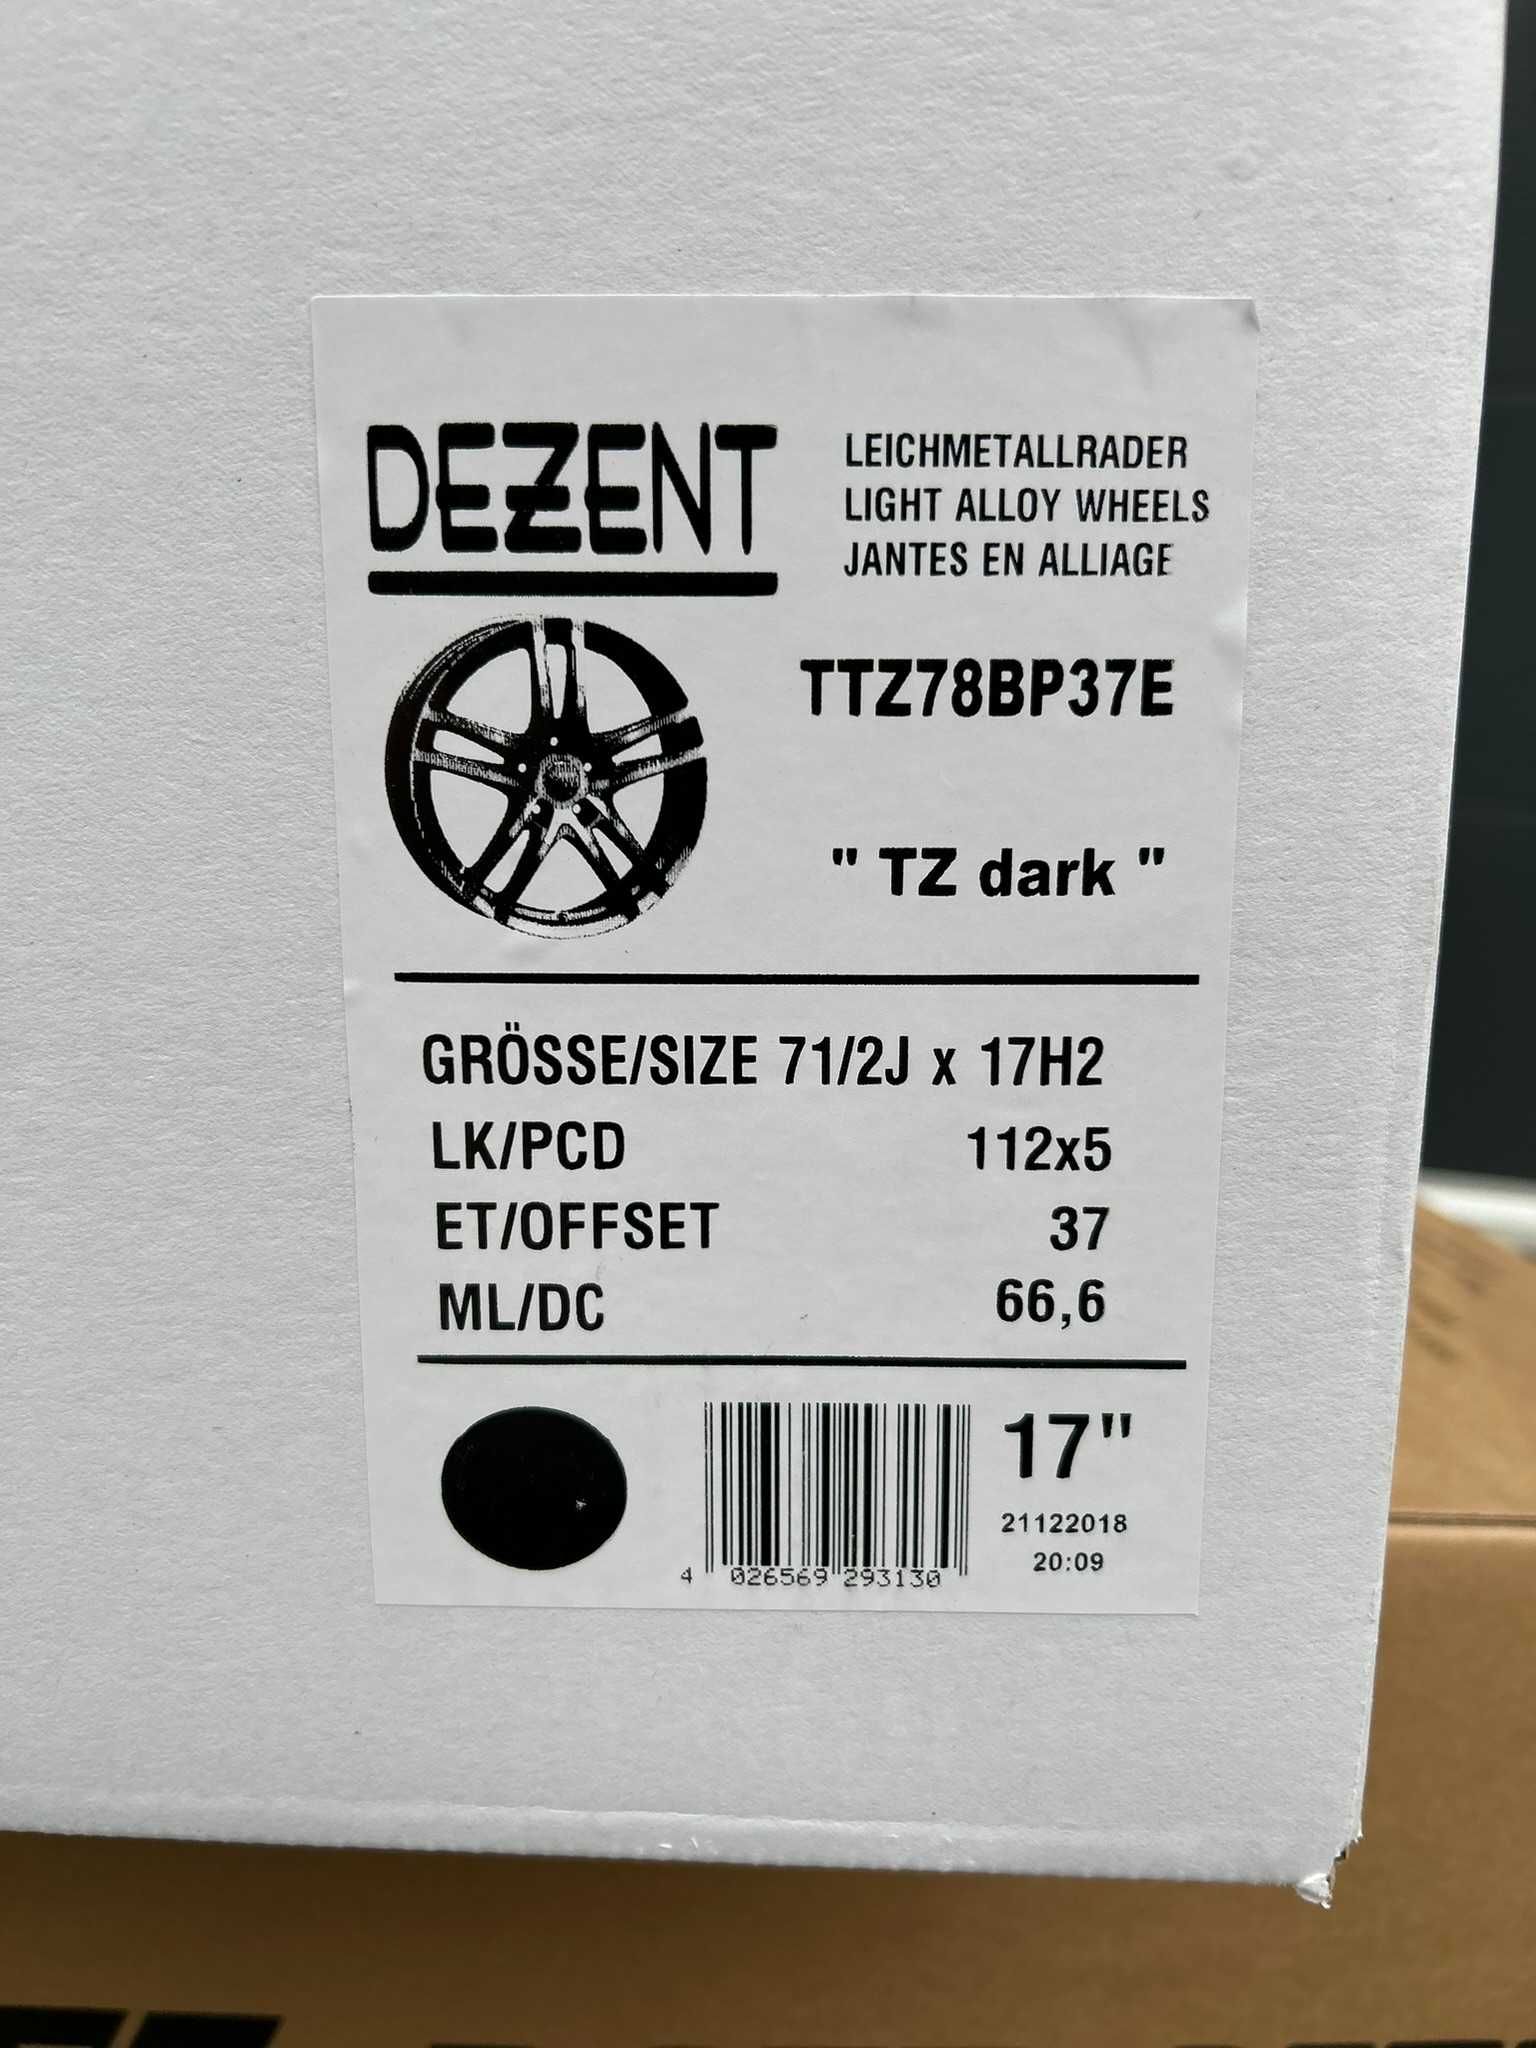 DEZENT
LEICHMETALLRADER
LIGHT ALLOY WHEELS
JANTES EN ALLIAGE
TTZ78BP37E
" TZ dark "
GRÖSSE/SIZE 71/2J x 17H2
LK/PCD 112x5
ET/OFFSET 37
ML/DC 66,6
17"
21122018
20:09
4 026569 293130